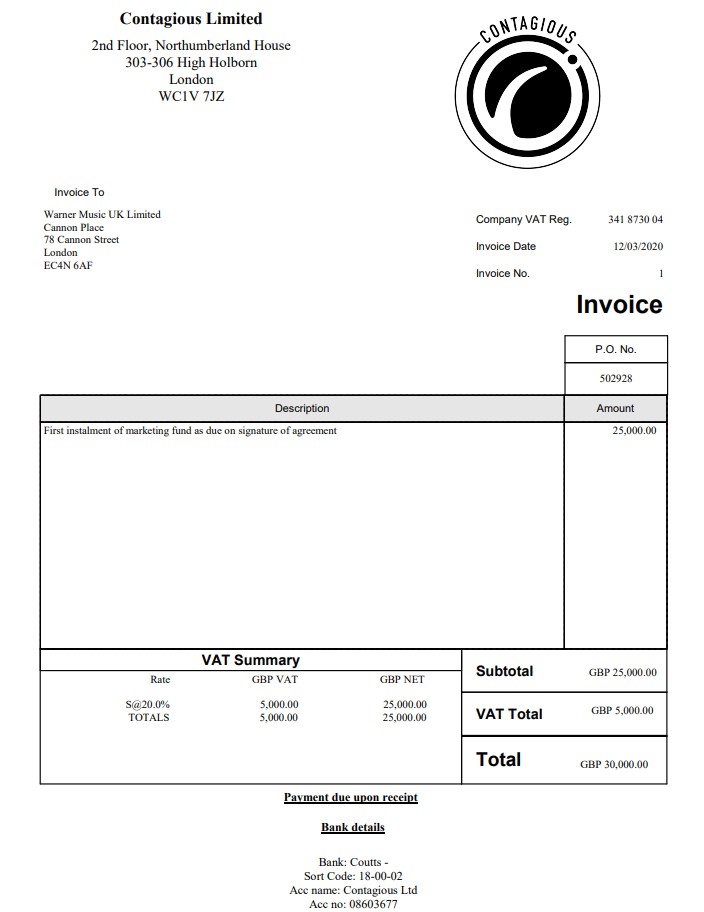 Contagious Limited
2nd Floor, Northumberland House
303-306 High Holborn
London
WC1V 7JZ
CONTAGIOUS
Invoice To
Warner Music UK Limited
Cannon Place
78 Cannon Street
London
EC4N 6AF
Company VAT Reg. 341 8730 04
Invoice Date 12/03/2020
Invoice No. 1
Invoice
P.O. No.
502928
Description Amount
First instalment of marketing fund as due on signature of agreement 25,000.00
VAT Summary
Rate GBP VAT GBP NET
S@20.0% 5,000.00 25,000.00
TOTALS 5,000.00 25,000.00
Subtotal GBP 25,000.00
VAT Total GBP 5,000.00
Total GBP 30,000.00
Payment due upon receipt
Bank details
Bank: Coutts -
Sort Code: 18-00-02
Acc name: Contagious Ltd
Acc no: 08603677